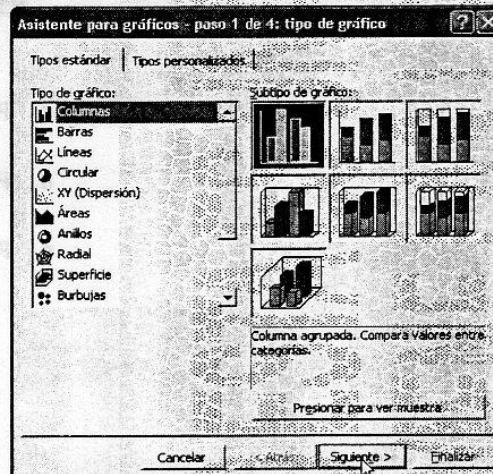 Asistente para gráficos - paso 1 de 4: tipo de gráfico
Tipos estándar
Tipos personalizados
Tipo de gráfico:
Subtipo de gráfico:
Columnas
Barras
Líneas
Circular
XY (Dispersión)
Áreas
Anillos
Radial
Superficie
Burbujas
Columna agrupada. Compara valores entre
categorías.
Presionar para ver muestra
Cancelar
< Atrás
Siguiente >
Finalizar